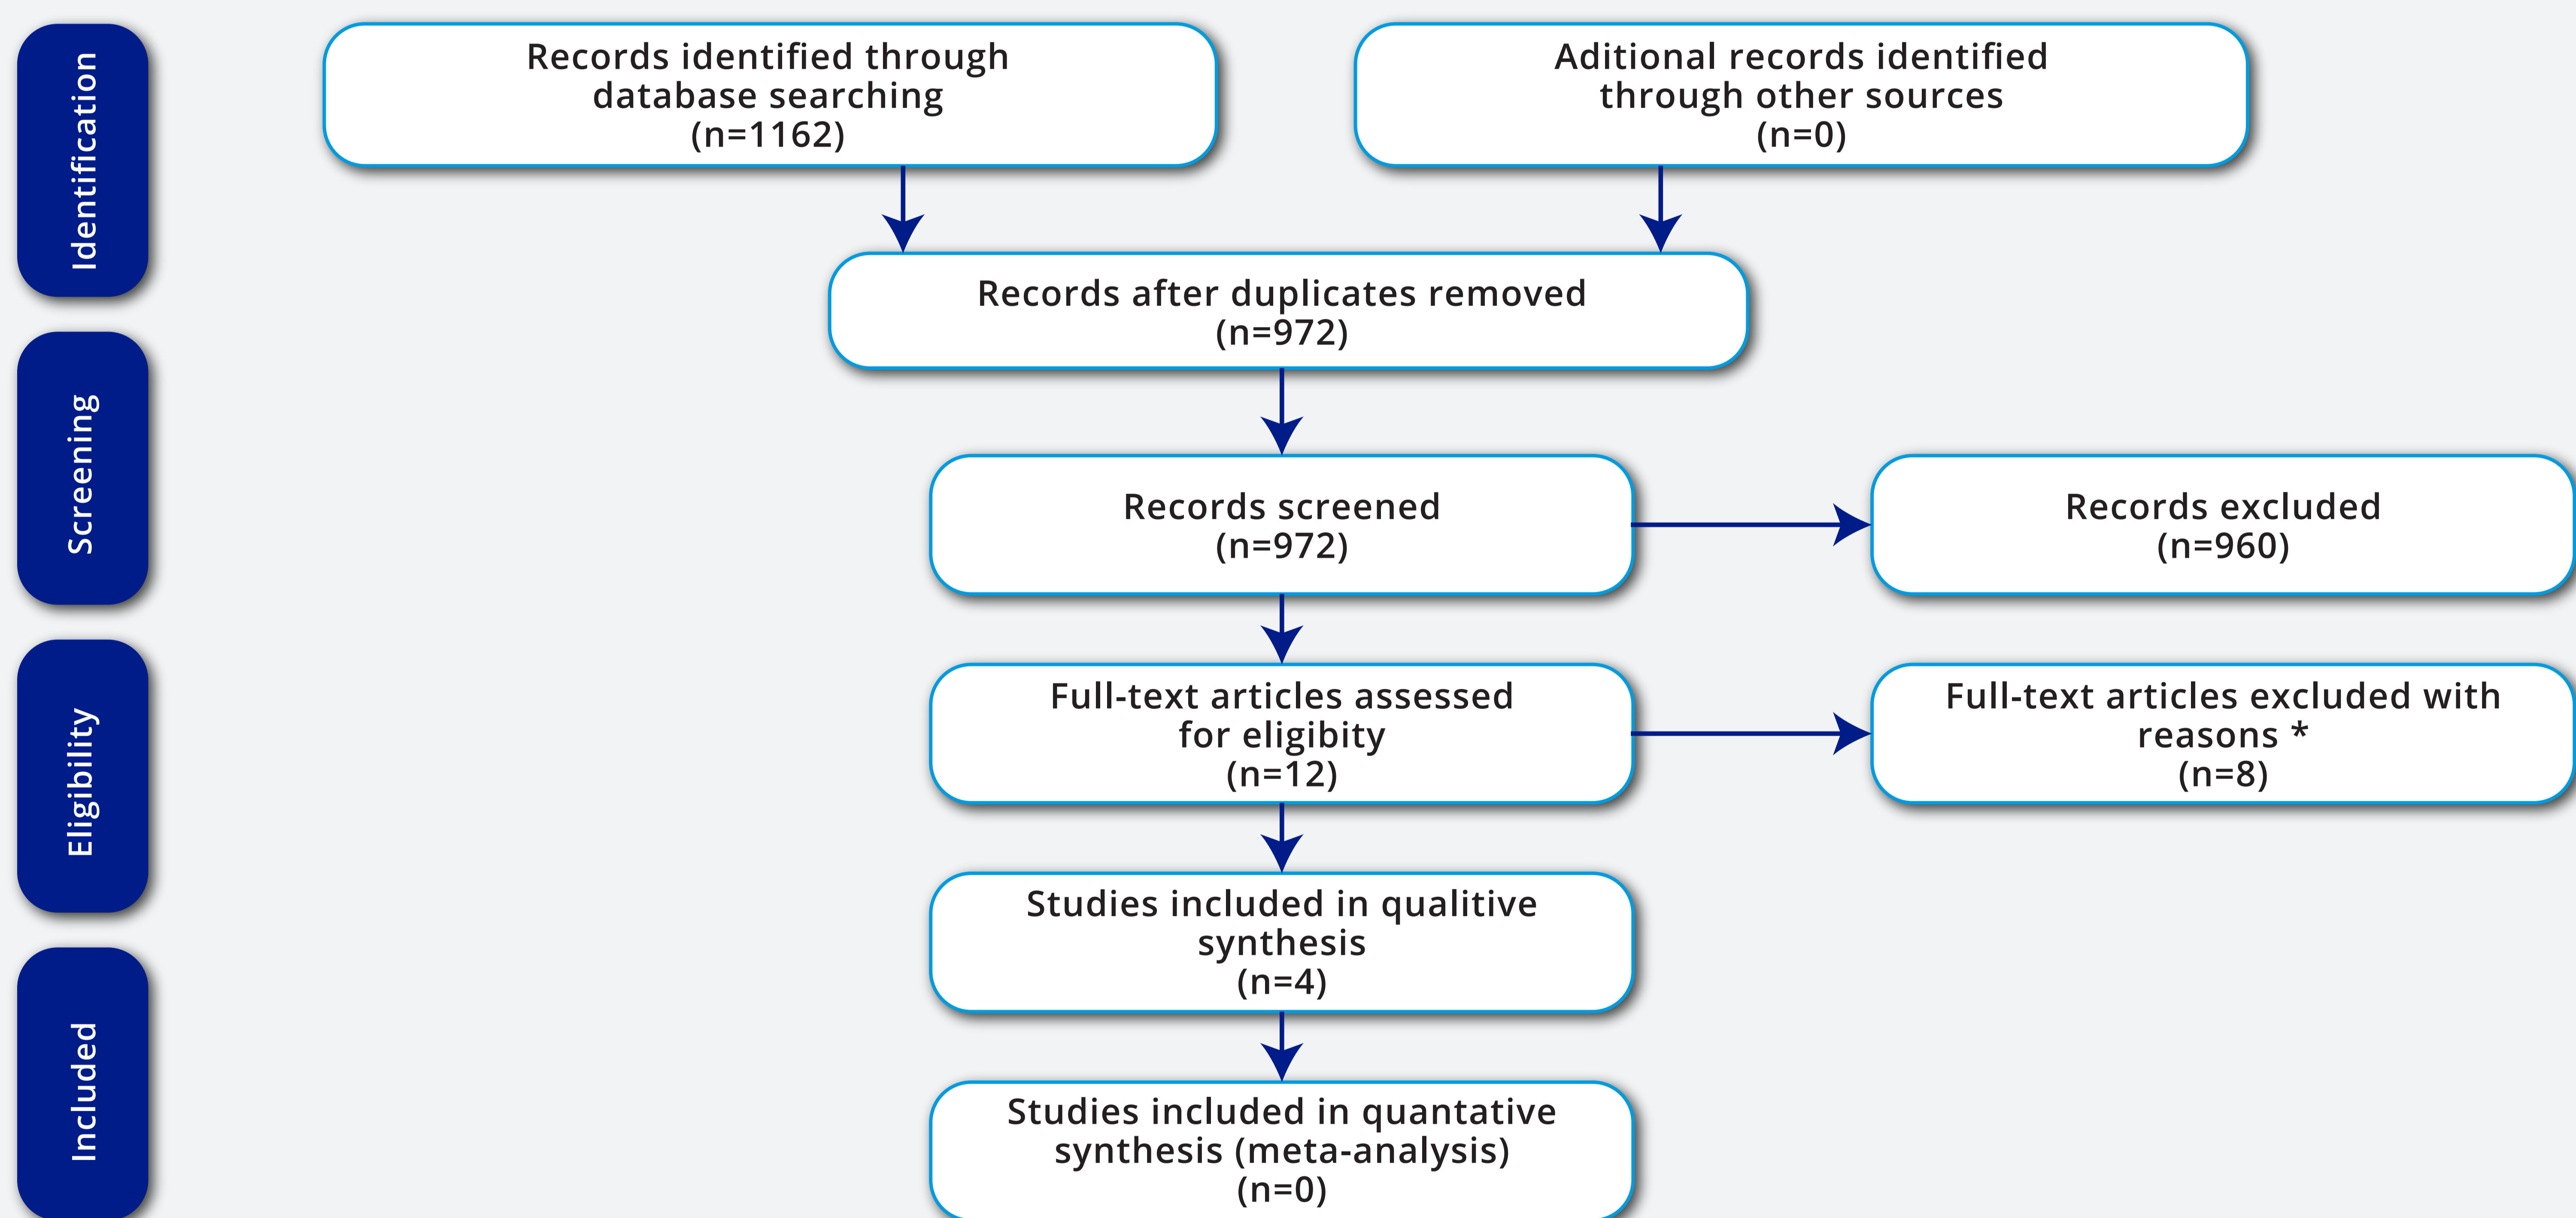 Identification
Records identified through
database searching
(n=1162)
Aditional records identified
through other sources
(n=0)
Records after duplicates removed
(n=972)
Screening
Records screened
(n=972)
Records excluded
(n=960)
Eligibility
Full-text articles assessed
for eligibity
(n=12)
Full-text articles excluded with
reasons *
(n=8)
Included
Studies included in qualitive
synthesis
(n=4)
Studies included in quantative
synthesis (meta-analysis)
(n=0)